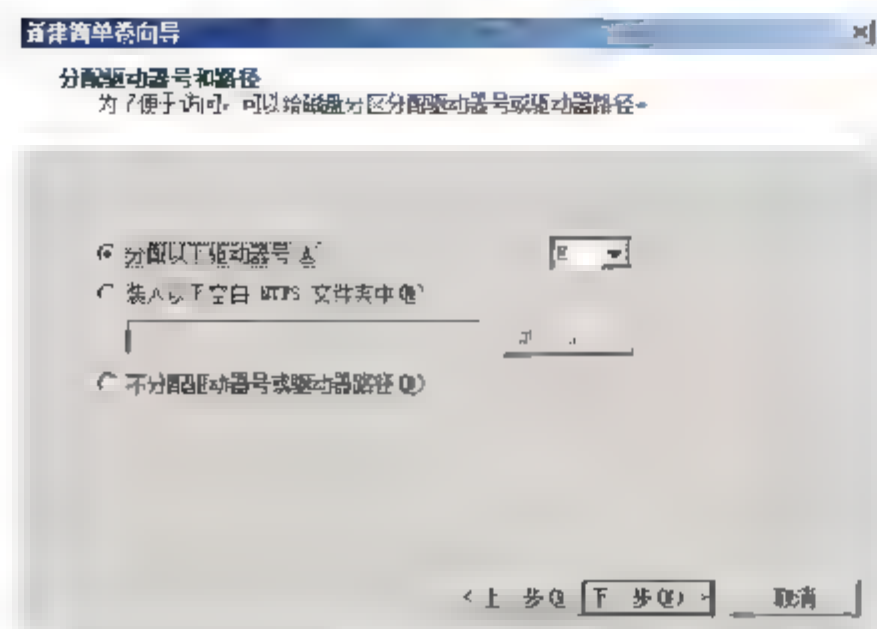 新建简单卷向导
分配驱动器号和路径
为了便于访问，可以给磁盘分区分配驱动器号或驱动器路径。
分配以下驱动器号(A)
E
装入以下空白 NTFS 文件夹中(M)
不分配驱动器号或驱动器路径(D)
<上一步(B) 下一步(N) > 取消